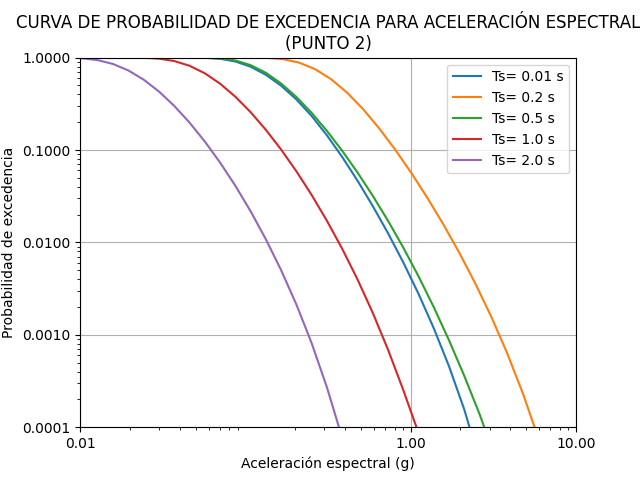 CURVA DE PROBABILIDAD DE EXCEDENCIA PARA ACELERACIÓN ESPECTRAL
(PUNTO 2)
1.0000
0.1000
0.0100
0.0010
0.0001
Probabilidad de excedencia
Ts= 0.01 s
Ts= 0.2 s
Ts= 0.5 s
Ts= 1.0 s
Ts= 2.0 s
0.01
1.00
10.00
Aceleración espectral (g)